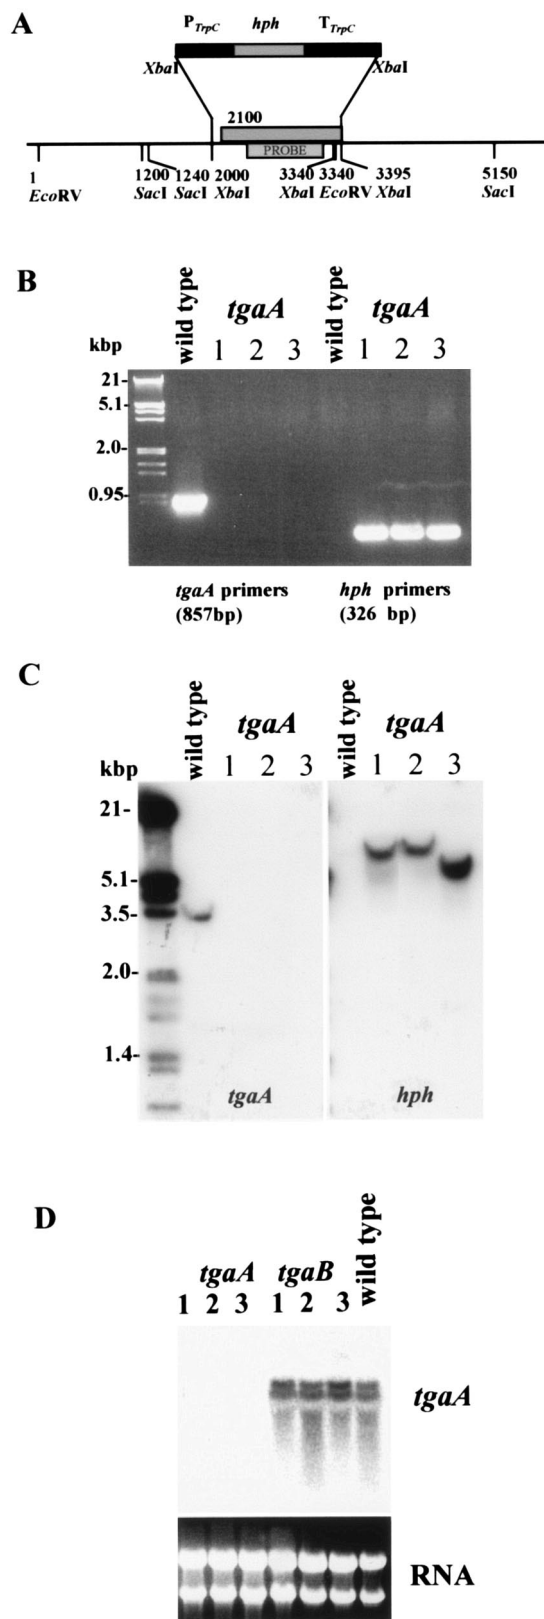 A
P TrpC hph T TrpC
XbaI XbaI
2100
PROBE
1 1200 1240 2000 3340 3340 3395 5150
EcoRV SacI SacI XbaI XbaI EcoRV XbaI SacI
B
wild type tgaA wild type tgaA
kbp 1 2 3 1 2 3
21-
5.1-
2.0-
0.95-
tgaA primers hph primers
(857bp) (326 bp)
C
wild type tgaA wild type tgaA
kbp 1 2 3 1 2 3
21-
5.1-
3.5-
2.0-
1.4-
tgaA hph
D
tgaA tgaB wild type
1 2 3 1 2 3
tgaA
RNA